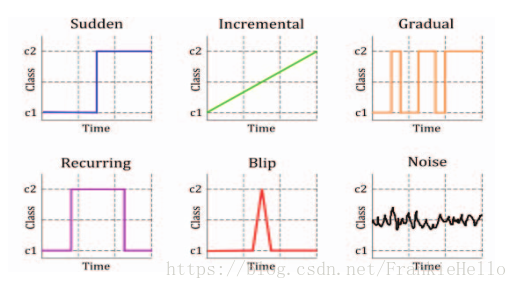 Sudden
Incremental
Gradual
c2
Class
c1
Time
c2
Class
c1
Time
c2
Class
c1
Time
Recurring
Blip
Noise
c2
Class
c1
Time
c2
Class
c1
Time
c2
Class
c1
Time
https://blog.csdn.net/FrankieHello